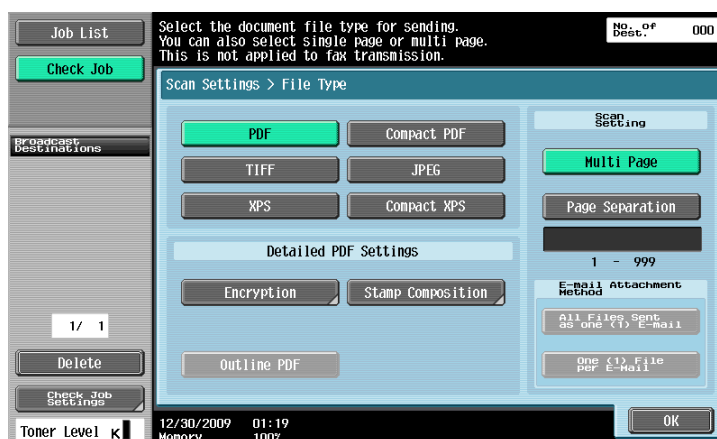 Job List
Check Job
Select the document file type for sending.
You can also select single page or multi page.
This is not applied to fax transmission.
No. of
Dest.
000
Scan Settings > File Type
Broadcast
Destinations
PDF
Compact PDF
TIFF
JPEG
XPS
Compact XPS
Scan
Setting
Multi Page
Page Separation
1 - 999
Detailed PDF Settings
Encryption
Stamp Composition
Outline PDF
E-mail Attachment
Method
All Files Sent
as one (1) E-mail
One (1) File
per E-Mail
1/ 1
Delete
Check Job
Settings
Toner Level K
12/30/2009 01:19
Memory 100%
OK